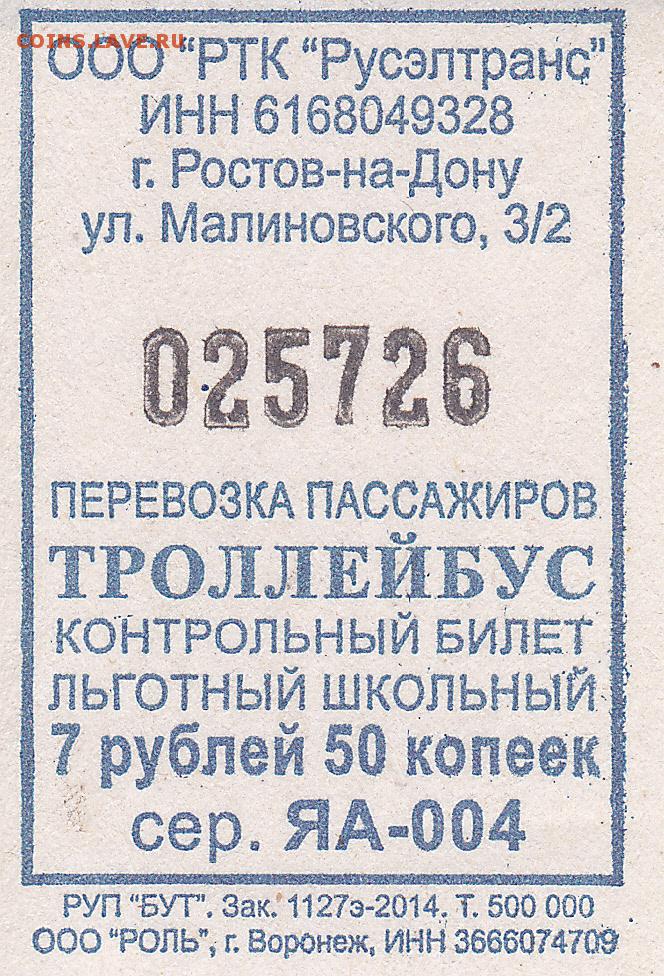 COINS.LAVE.RU
ООО "РТК "Русэлтранс"
ИНН 6168049328
г. Ростов-на-Дону
ул. Малиновского, 3/2
025726
ПЕРЕВОЗКА ПАССАЖИРОВ
ТРОЛЛЕЙБУС
КОНТРОЛЬНЫЙ БИЛЕТ
ЛЬГОТНЫЙ ШКОЛЬНЫЙ
7 рублей 50 копеек
сер. ЯА-004
РУП "БУТ". Зак. 1127э-2014. Т. 500 000
ООО "РОЛЬ", г. Воронеж, ИНН 3666074709